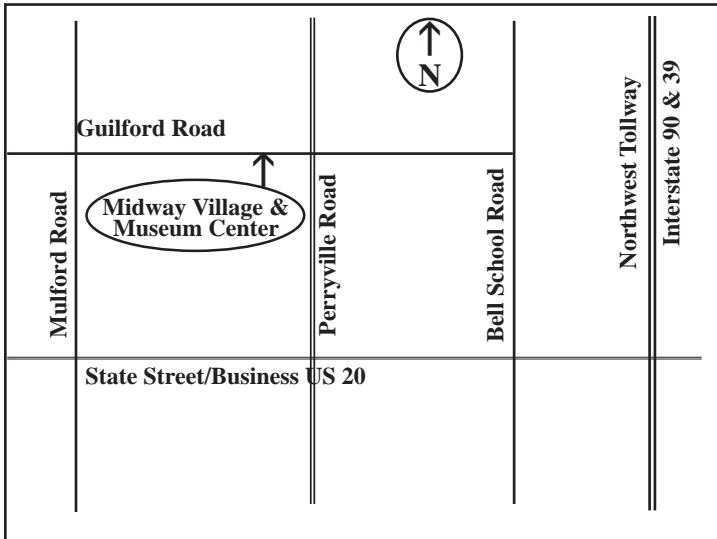 N
Guilford Road
Midway Village &
Museum Center
Mulford Road
Perryville Road
Bell School Road
Northwest Tollway
Interstate 90 & 39
State Street/Business US 20